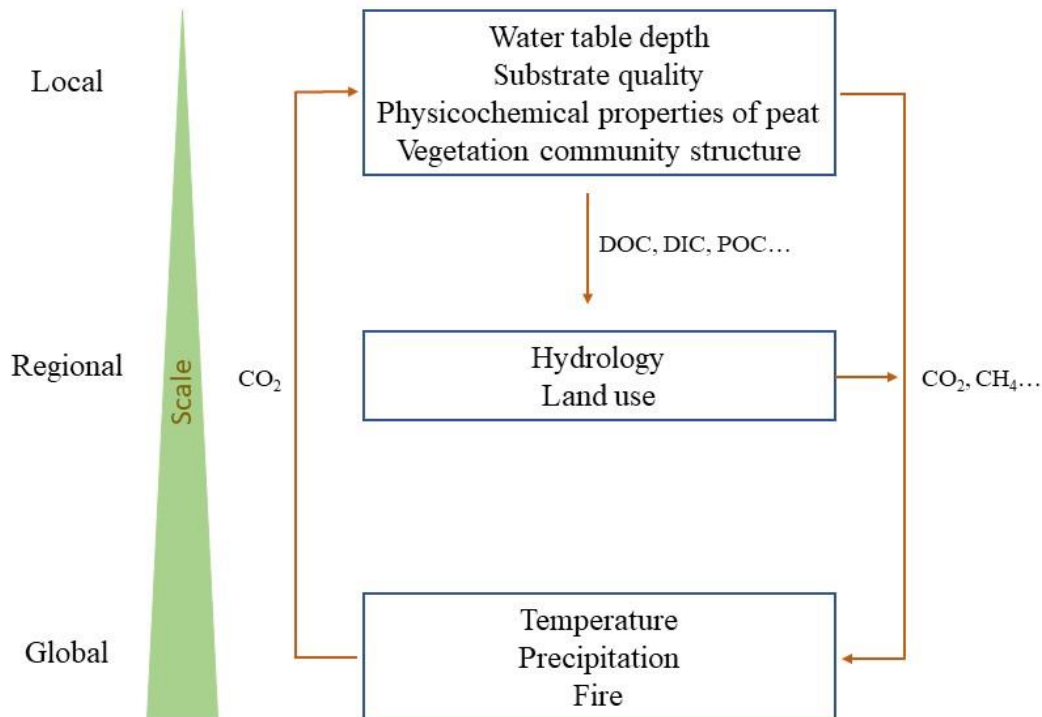 Local
Water table depth
Substrate quality
Physicochemical properties of peat
Vegetation community structure
DOC, DIC, POC…
Regional
Scale
CO₂
Hydrology
Land use
CO₂, CH₄…
Global
Temperature
Precipitation
Fire